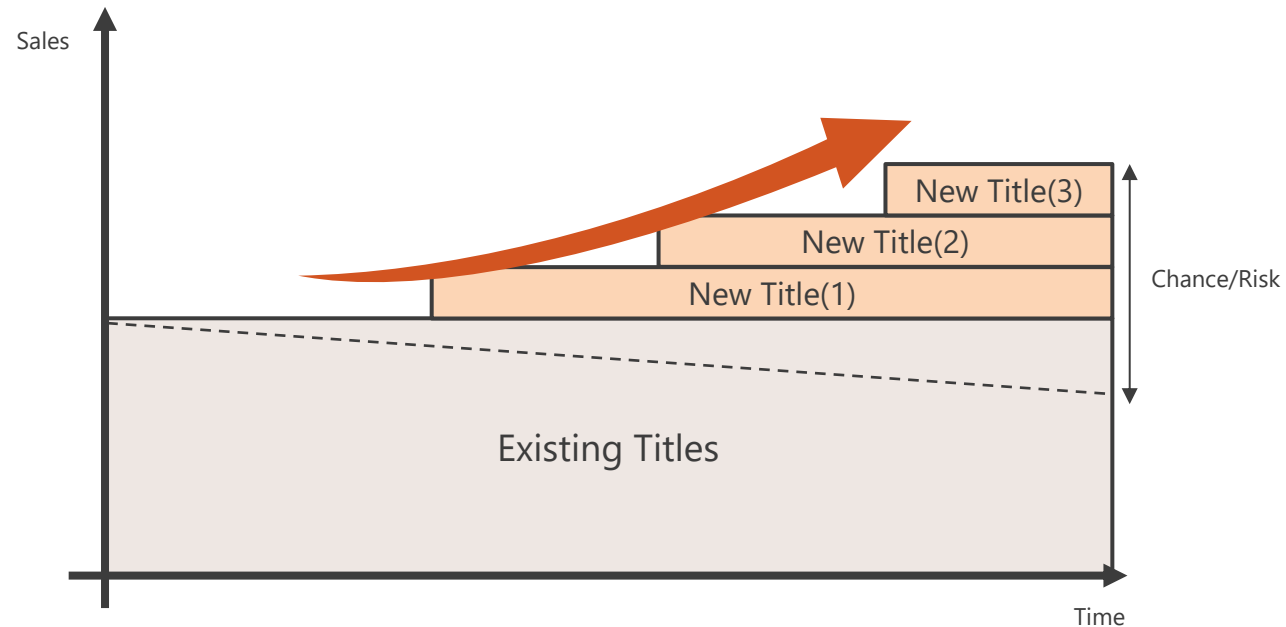 Sales
New Title(3)
New Title(2)
New Title(1)
Chance/Risk
Existing Titles
Time